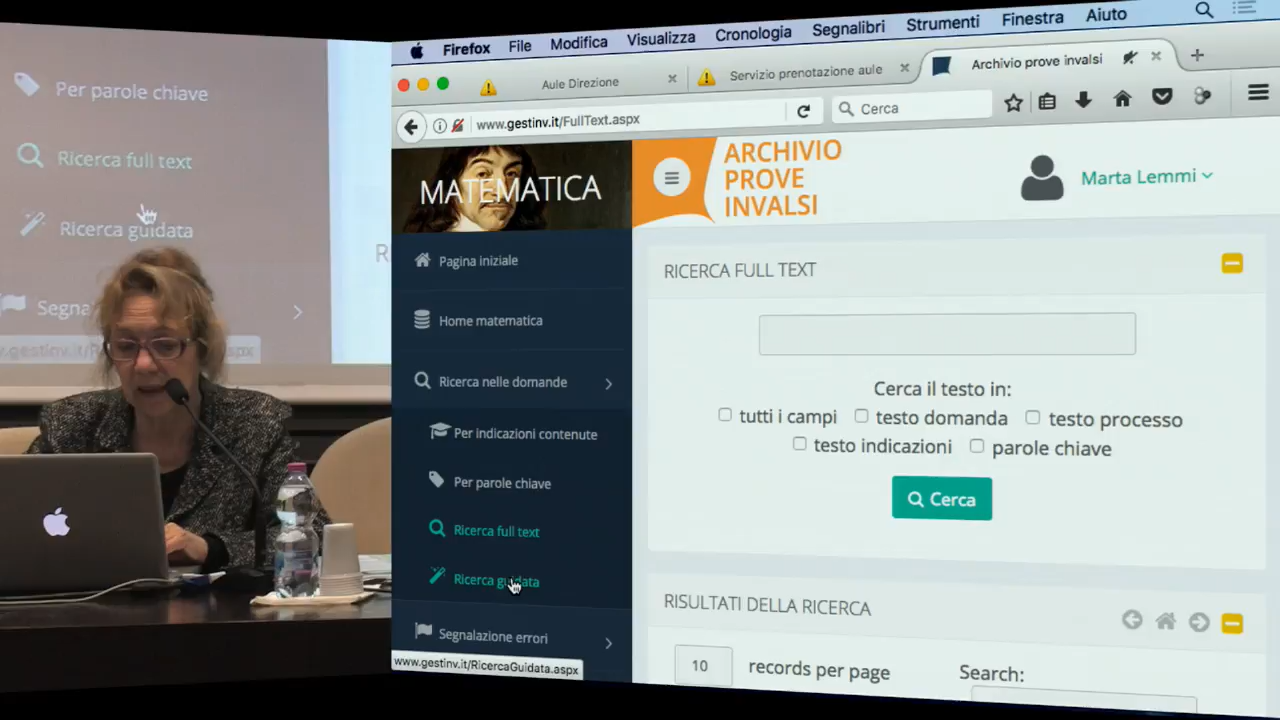 Per parole chiave
Ricerca full text
Ricerca guidata
Segna
R
Firefox File Modifica Visualizza Cronologia Segnalibri Strumenti Finestra Aiuto
Aule Direzione
Servizio prenotazione aule
Archivio prove invalsi
www.gestinv.it/FullText.aspx
Cerca
MATEMATICA
ARCHIVIO
PROVE
INVALSI
Marta Lemmi
Pagina iniziale
Home matematica
Ricerca nelle domande
Per indicazioni contenute
Per parole chiave
Ricerca full text
Ricerca guidata
Segnalazione errori
www.gestinv.it/RicercaGuidata.aspx
RICERCA FULL TEXT
Cerca il testo in:
tutti i campi testo domanda testo processo
testo indicazioni parole chiave
Cerca
RISULTATI DELLA RICERCA
10 records per page
Search: